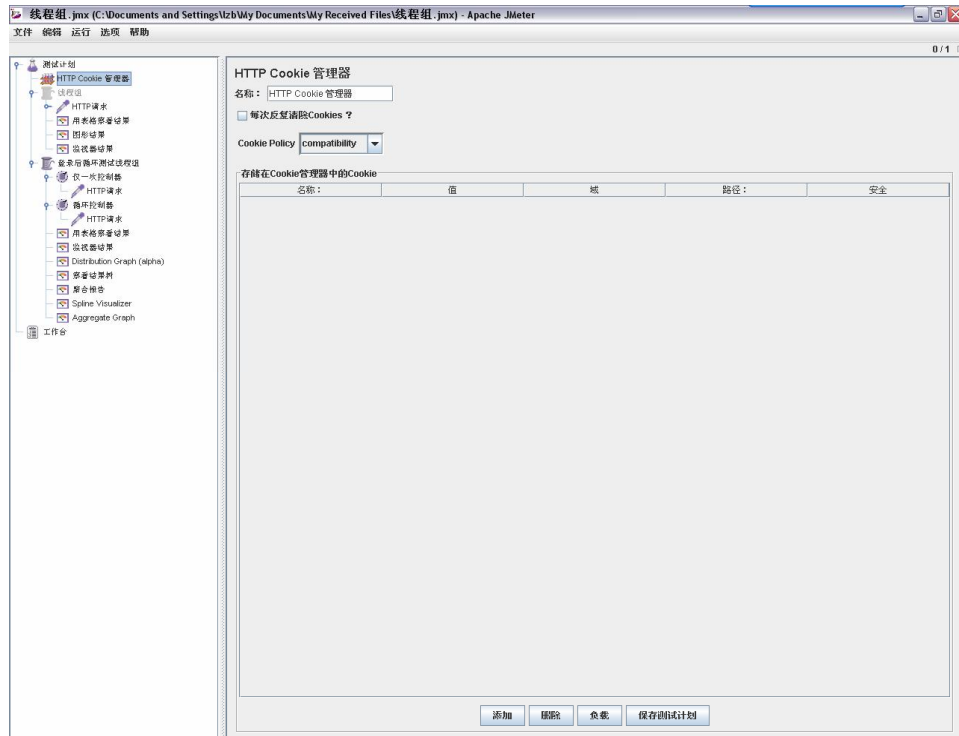 线程组.jmx (C:\Documents and Settings\lzb\My Documents\My Received Files\线程组.jmx) - Apache JMeter
文件 编辑 运行 选项 帮助
0 / 1
测试计划
HTTP Cookie 管理器
线程组
HTTP请求
用表格察看结果
图形结果
监视器结果
登录后循环测试线程组
仅一次控制器
HTTP请求
循环控制器
HTTP请求
用表格察看结果
监视器结果
Distribution Graph (alpha)
察看结果树
聚合报告
Spline Visualizer
Aggregate Graph
工作台
HTTP Cookie 管理器
名称： HTTP Cookie 管理器
每次反复清除Cookies ？
Cookie Policy compatibility
存储在Cookie管理器中的Cookie
名称： 值 域 路径： 安全
添加 删除 负载 保存测试计划